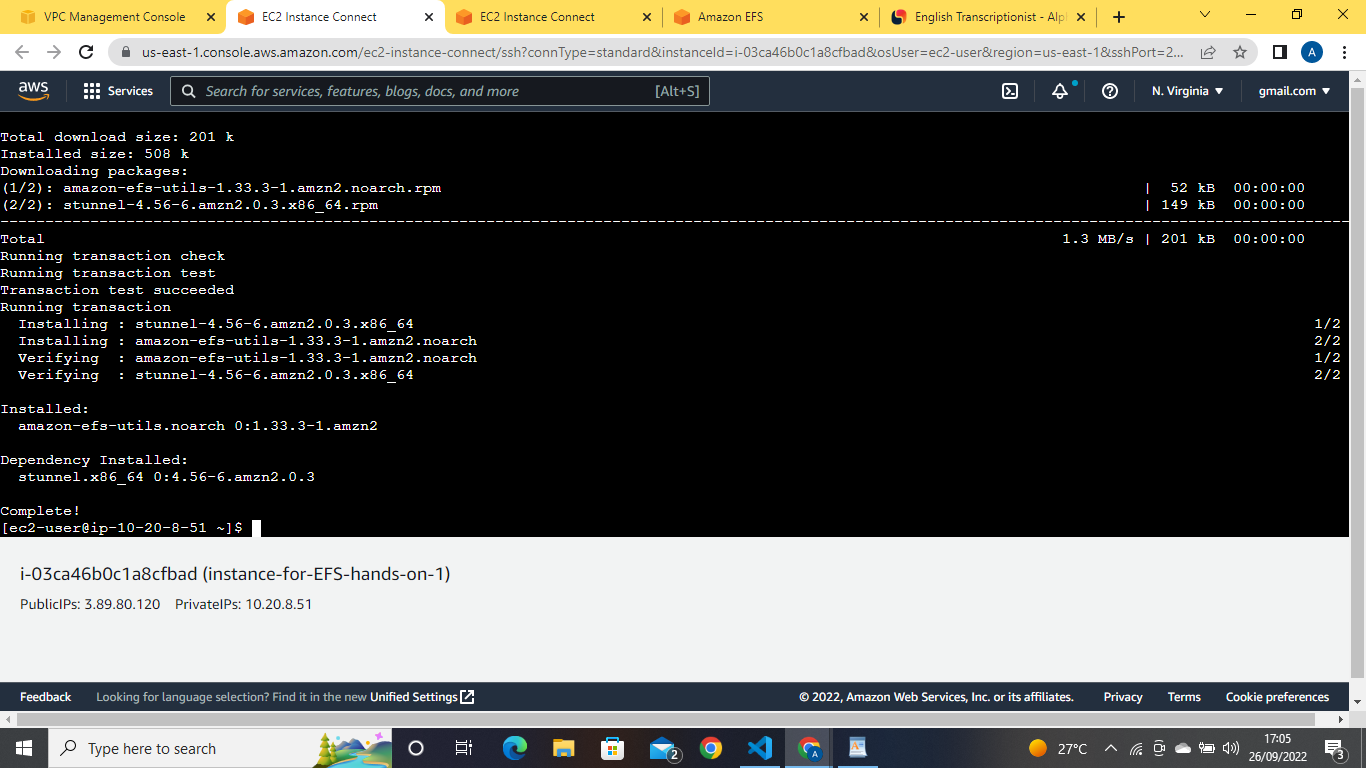 VPC Management Console
EC2 Instance Connect
EC2 Instance Connect
Amazon EFS
English Transcriptionist - Alp
us-east-1.console.aws.amazon.com/ec2-instance-connect/ssh?connType=standard&instanceId=i-03ca46b0c1a8cfbad&osUser=ec2-user&region=us-east-1&sshPort=2...
A
aws
Services
Search for services, features, blogs, docs, and more
[Alt+S]
N. Virginia
gmail.com
Total download size: 201 k
Installed size: 508 k
Downloading packages:
(1/2): amazon-efs-utils-1.33.3-1.amzn2.noarch.rpm | 52 kB 00:00:00
(2/2): stunnel-4.56-6.amzn2.0.3.x86_64.rpm | 149 kB 00:00:00
Total 1.3 MB/s | 201 kB 00:00:00
Running transaction check
Running transaction test
Transaction test succeeded
Running transaction
Installing : stunnel-4.56-6.amzn2.0.3.x86_64 1/2
Installing : amazon-efs-utils-1.33.3-1.amzn2.noarch 2/2
Verifying : amazon-efs-utils-1.33.3-1.amzn2.noarch 1/2
Verifying : stunnel-4.56-6.amzn2.0.3.x86_64 2/2
Installed:
amazon-efs-utils.noarch 0:1.33.3-1.amzn2
Dependency Installed:
stunnel.x86_64 0:4.56-6.amzn2.0.3
Complete!
[ec2-user@ip-10-20-8-51 ~]$
i-03ca46b0c1a8cfbad (instance-for-EFS-hands-on-1)
PublicIPs: 3.89.80.120 PrivateIPs: 10.20.8.51
Feedback
Looking for language selection? Find it in the new Unified Settings
© 2022, Amazon Web Services, Inc. or its affiliates.
Privacy
Terms
Cookie preferences
Type here to search
2
A
27°C
17:05
26/09/2022
3